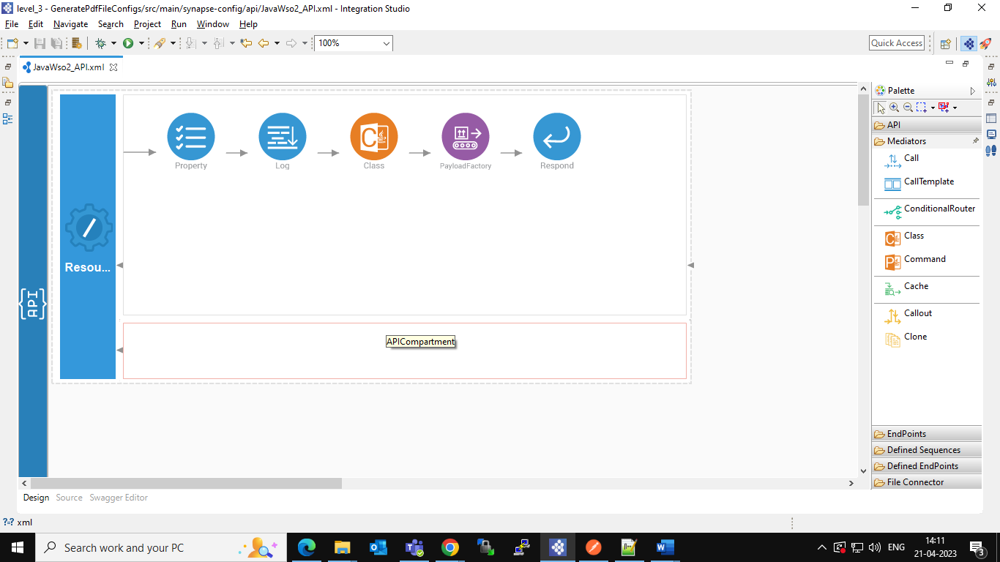 level_3 - GeneratePdfFileConfigs/src/main/synapse-config/api/JavaWso2_API.xml - Integration Studio
File Edit Navigate Search Project Run Window Help
100%
Quick Access
JavaWso2_API.xml
Palette
API
Mediators
Call
CallTemplate
ConditionalRouter
Class
Command
Cache
Callout
Clone
EndPoints
Defined Sequences
Defined EndPoints
File Connector
Property
Log
Class
PayloadFactory
Respond
Resou...
{API}
APICompartment
Design Source Swagger Editor
xml
Search work and your PC
ENG
14:11
21-04-2023
3